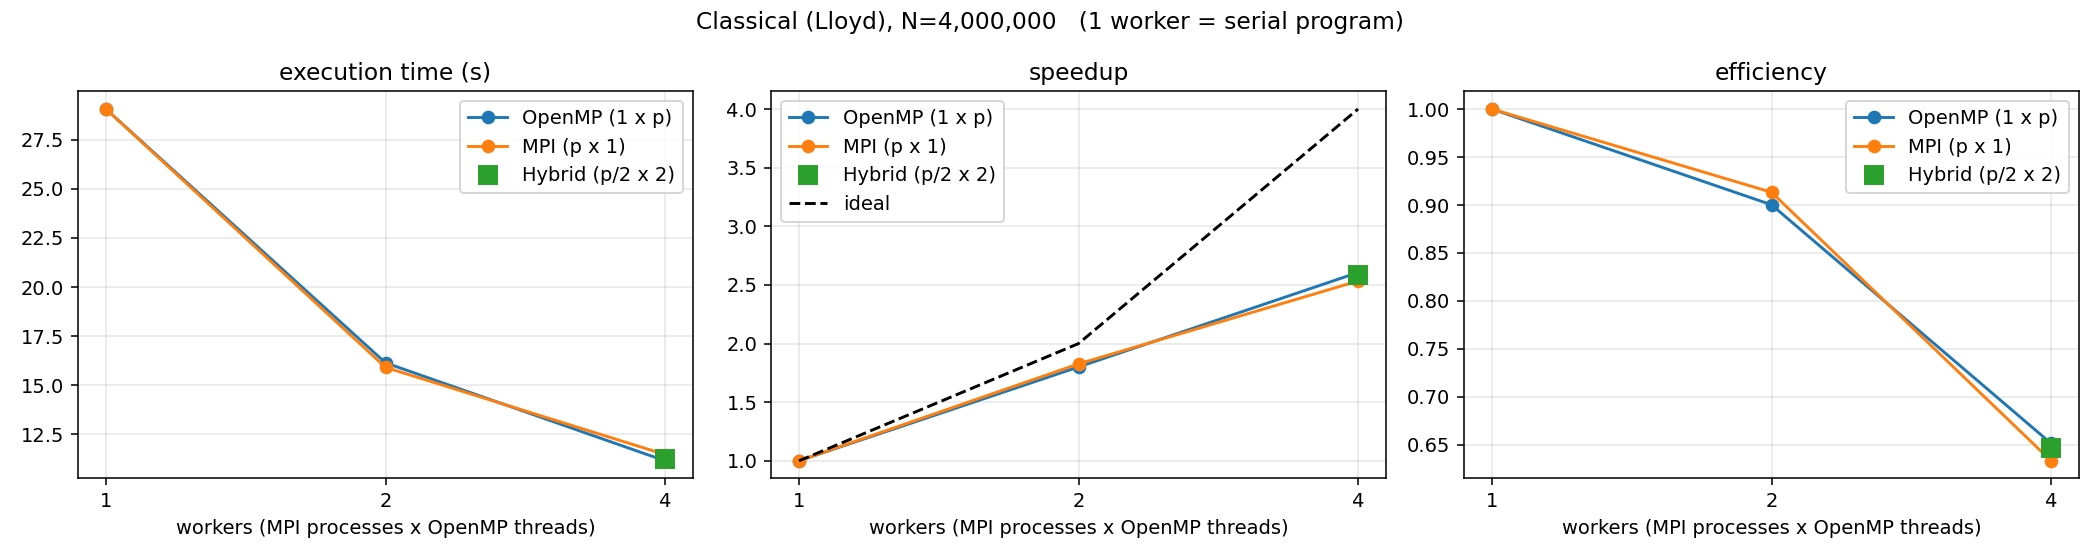 Classical (Lloyd), N=4,000,000   (1 worker = serial program)
execution time (s)
27.5
25.0
22.5
20.0
17.5
15.0
12.5
OpenMP (1 x p)
MPI (p x 1)
Hybrid (p/2 x 2)
1 2 4
workers (MPI processes x OpenMP threads)
speedup
4.0
3.5
3.0
2.5
2.0
1.5
1.0
OpenMP (1 x p)
MPI (p x 1)
Hybrid (p/2 x 2)
ideal
1 2 4
workers (MPI processes x OpenMP threads)
efficiency
1.00
0.95
0.90
0.85
0.80
0.75
0.70
0.65
OpenMP (1 x p)
MPI (p x 1)
Hybrid (p/2 x 2)
1 2 4
workers (MPI processes x OpenMP threads)